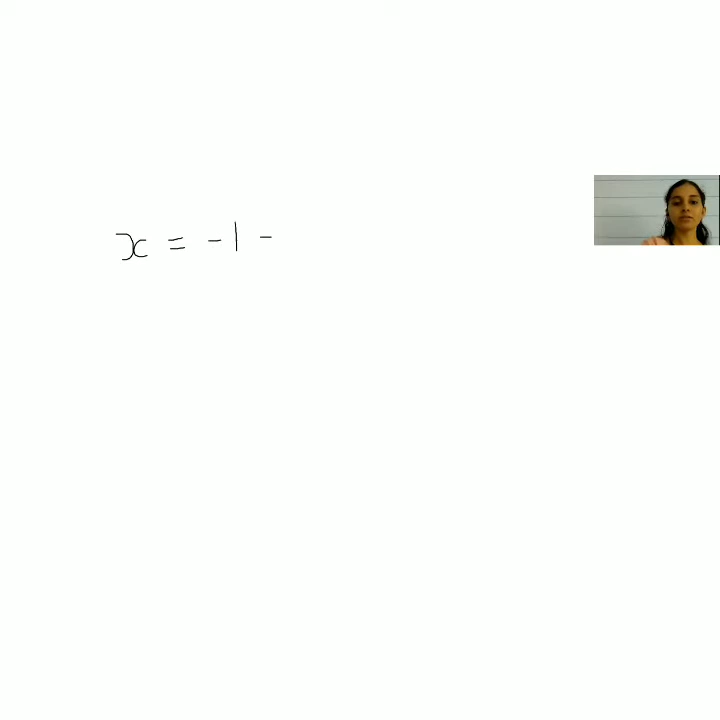 x = -1 -